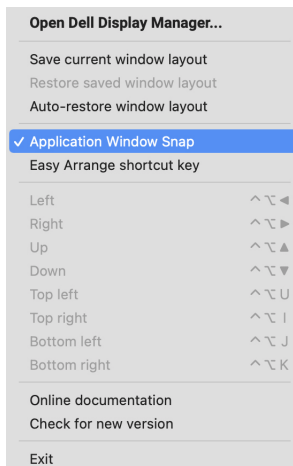 Open Dell Display Manager...
Save current window layout
Restore saved window layout
Auto-restore window layout
✓ Application Window Snap
Easy Arrange shortcut key
Left ^⌥◀
Right ^⌥▶
Up ^⌥▲
Down ^⌥▼
Top left ^⌥U
Top right ^⌥I
Bottom left ^⌥J
Bottom right ^⌥K
Online documentation
Check for new version
Exit